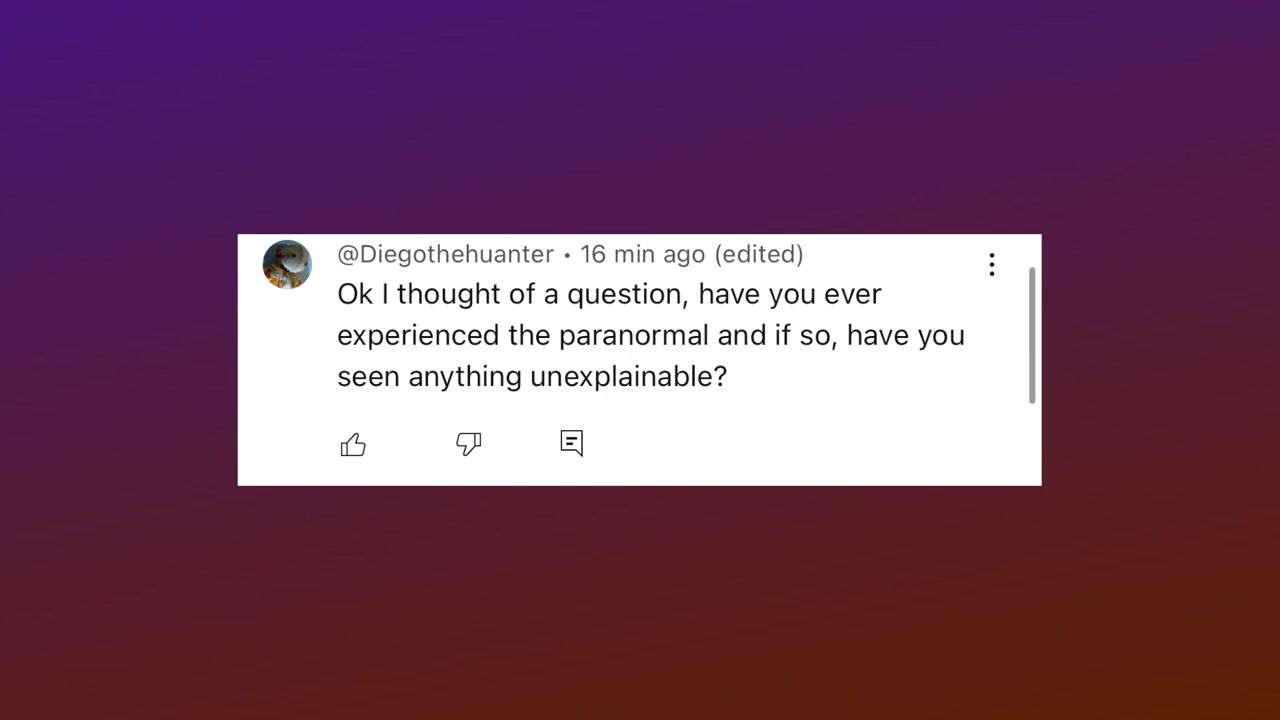 @Diegothehuanter • 16 min ago (edited)
Ok I thought of a question, have you ever
experienced the paranormal and if so, have you
seen anything unexplainable?